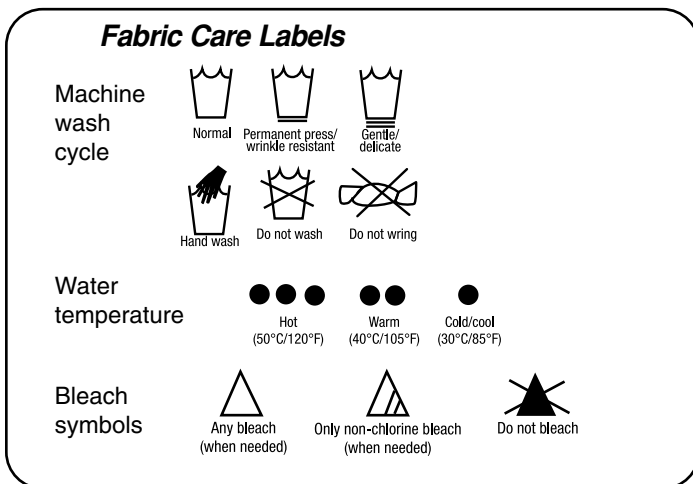 Fabric Care Labels
Machine
wash
cycle
Normal
Permanent press/
wrinkle resistant
Gentle/
delicate
Hand wash
Do not wash
Do not wring
Water
temperature
Hot
(50°C/120°F)
Warm
(40°C/105°F)
Cold/cool
(30°C/85°F)
Bleach
symbols
Any bleach
(when needed)
Only non-chlorine bleach
(when needed)
Do not bleach